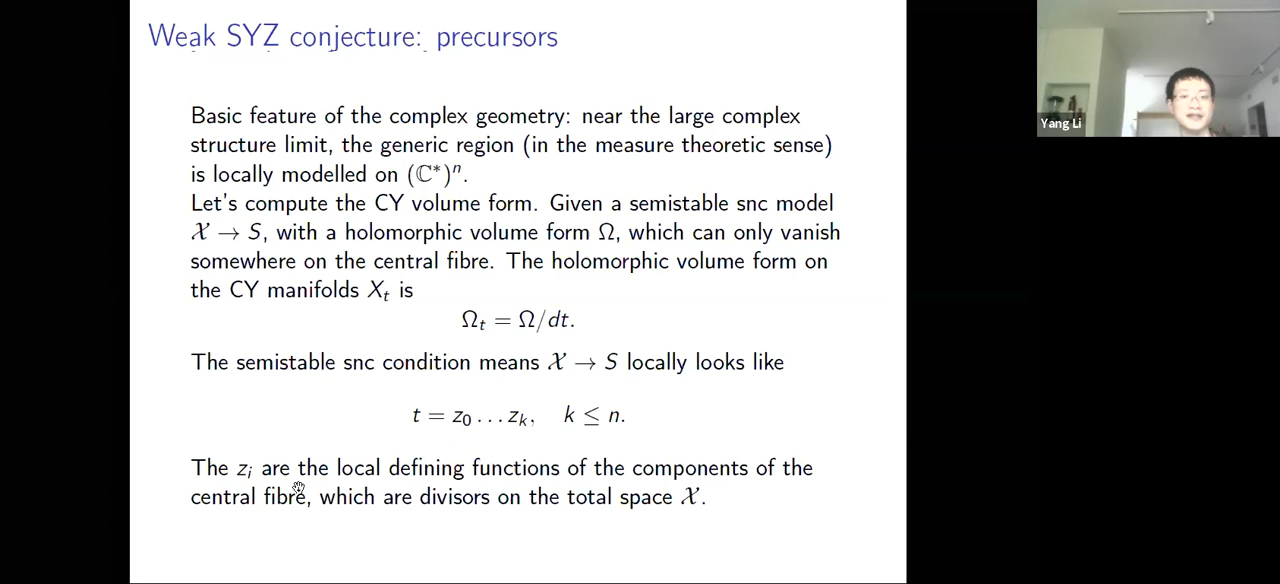 Weak SYZ conjecture: precursors
Basic feature of the complex geometry: near the large complex
structure limit, the generic region (in the measure theoretic sense)
is locally modelled on (ℂ*)ⁿ.
Let's compute the CY volume form. Given a semistable snc model
𝒳 → S, with a holomorphic volume form Ω, which can only vanish
somewhere on the central fibre. The holomorphic volume form on
the CY manifolds Xₜ is
Ωₜ = Ω/dt.
The semistable snc condition means 𝒳 → S locally looks like
t = z₀ … zₖ, k ≤ n.
The zᵢ are the local defining functions of the components of the
central fibre, which are divisors on the total space 𝒳.
Yang Li